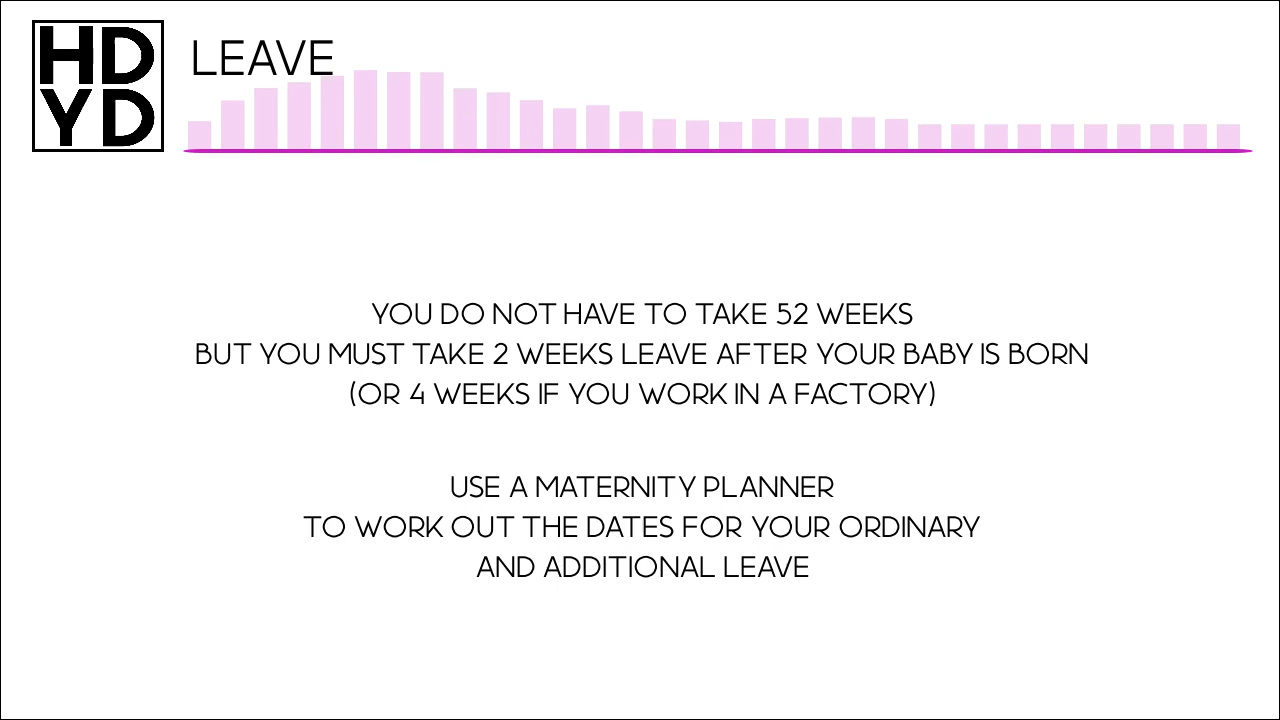 HD
YD
LEAVE
YOU DO NOT HAVE TO TAKE 52 WEEKS
BUT YOU MUST TAKE 2 WEEKS LEAVE AFTER YOUR BABY IS BORN
(OR 4 WEEKS IF YOU WORK IN A FACTORY)
USE A MATERNITY PLANNER
TO WORK OUT THE DATES FOR YOUR ORDINARY
AND ADDITIONAL LEAVE